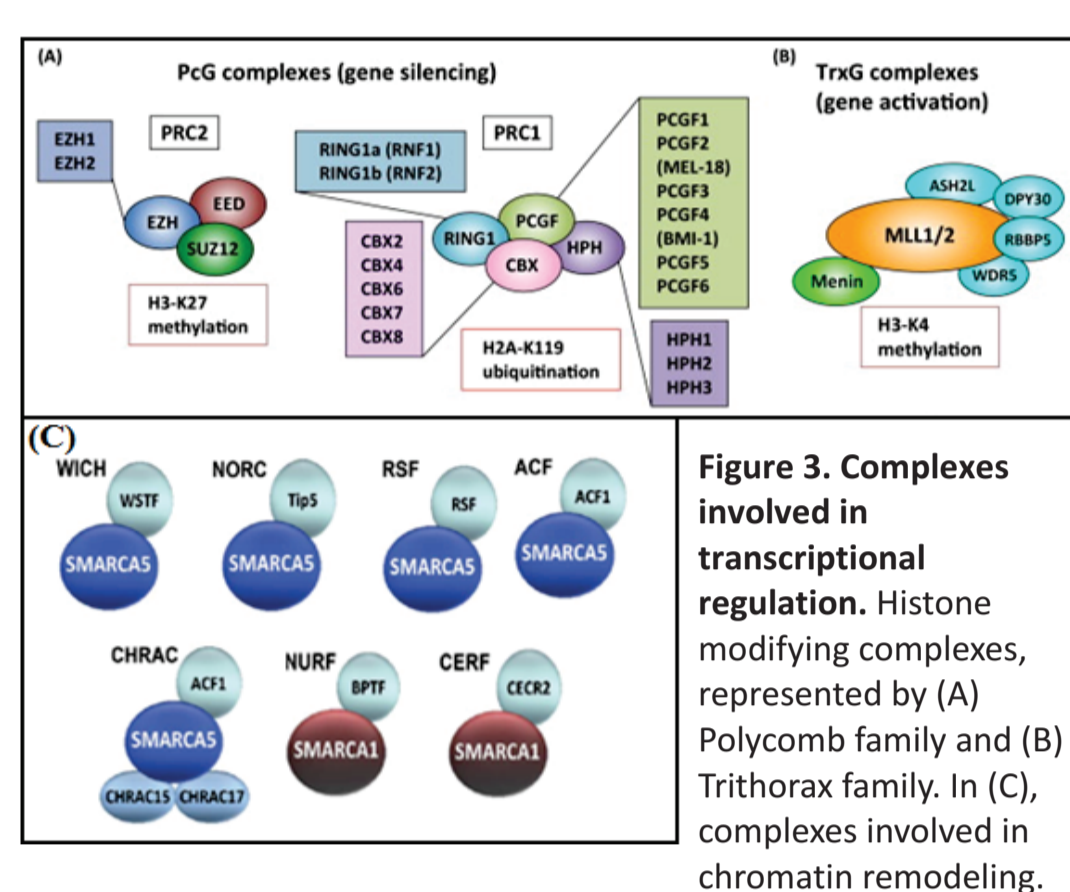 (A)
PcG complexes (gene silencing)
EZH1
EZH2
PRC2
EZH
EED
SUZ12
H3-K27
methylation
RING1a (RNF1)
RING1b (RNF2)
PRC1
PCGF1
PCGF2
(MEL-18)
PCGF3
PCGF4
(BMI-1)
PCGF5
PCGF6
RING1
PCGF
HPH
CBX
CBX2
CBX4
CBX6
CBX7
CBX8
H2A-K119
ubiquitination
HPH1
HPH2
HPH3
(B)
TrxG complexes
(gene activation)
ASH2L
DPY30
MLL1/2
RBBP5
WDR5
Menin
H3-K4
methylation
(C)
WICH
WSTF
SMARCA5
NORC
Tip5
SMARCA5
RSF
RSF
SMARCA5
ACF
ACF1
SMARCA5
CHRAC
ACF1
SMARCA5
CHRAC15 CHRAC17
NURF
BPTF
SMARCA1
CERF
CECR2
SMARCA1
Figure 3. Complexes
involved in
transcriptional
regulation. Histone
modifying complexes,
represented by (A)
Polycomb family and (B)
Trithorax family. In (C),
complexes involved in
chromatin remodeling.